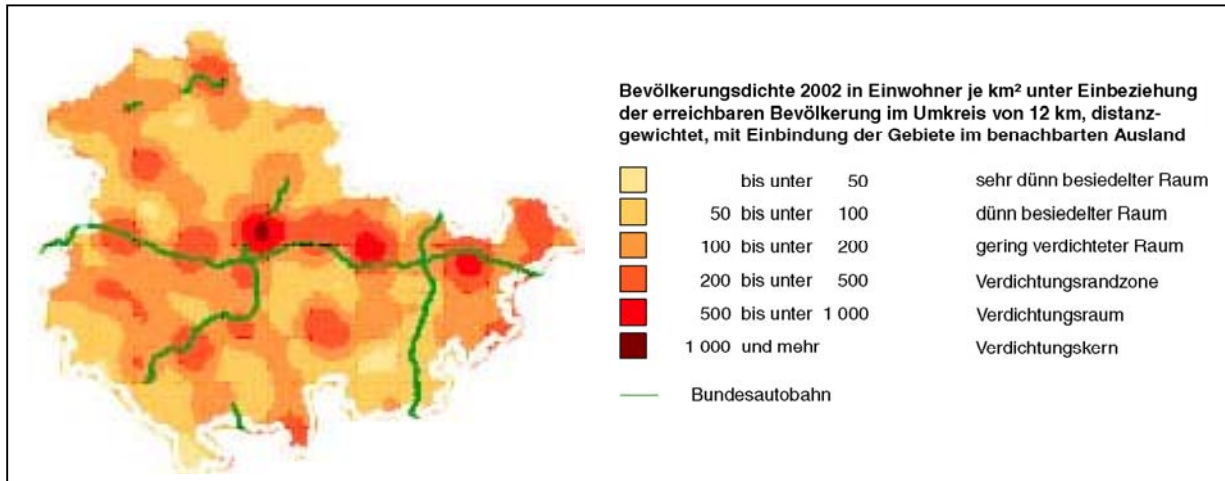 Bevölkerungsdichte 2002 in Einwohner je km² unter Einbeziehung
der erreichbaren Bevölkerung im Umkreis von 12 km, distanz-
gewichtet, mit Einbindung der Gebiete im benachbarten Ausland
bis unter 50 sehr dünn besiedelter Raum
50 bis unter 100 dünn besiedelter Raum
100 bis unter 200 gering verdichteter Raum
200 bis unter 500 Verdichtungsrandzone
500 bis unter 1 000 Verdichtungsraum
1 000 und mehr Verdichtungskern
Bundesautobahn